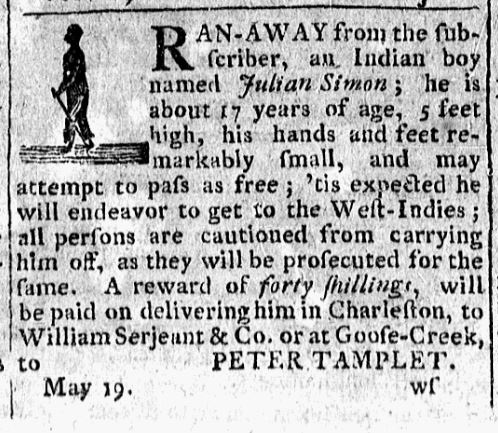 RAN-AWAY from the ſub-
ſcriber, an Indian boy
named Julian Simon; he is
about 17 years of age, 5 feet
high, his hands and feet re-
markably ſmall, and may
attempt to paſs as free; 'tis expected he
will endeavor to get to the Weſt-Indies;
all perſons are cautioned from carrying
him off, as they will be proſecuted for the
ſame. A reward of forty ſhillings, will
be paid on delivering him in Charleſton, to
William Serjeant & Co. or at Gooſe-Creek,
to PETER TAMPLET.
May 19. wſ